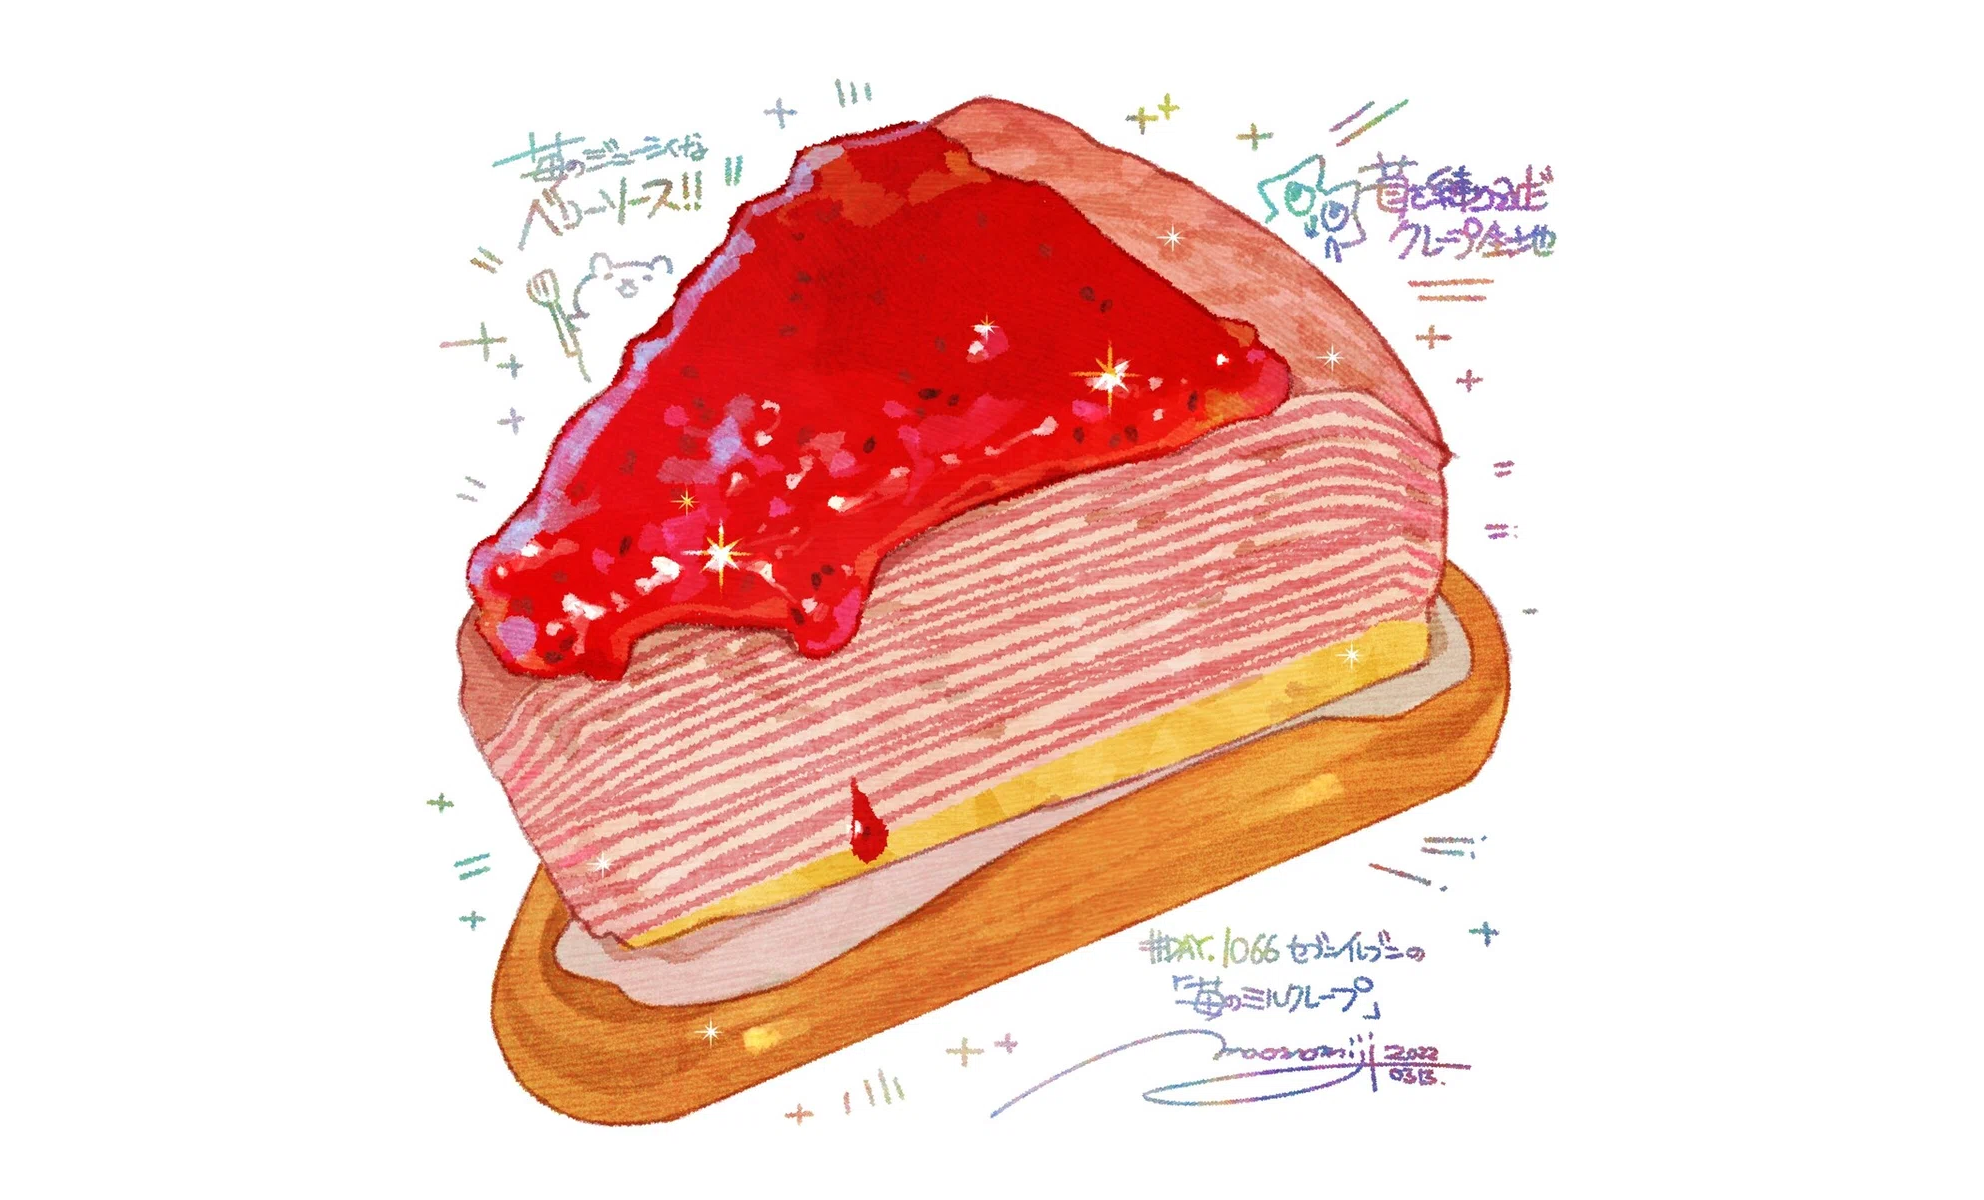 苺のジューシィな
ベリーソース!!
苺を練り込んだ
クレープ生地
#DAY.1066 セブンイレブンの
「苺のミルクレープ」
2022
03.13.